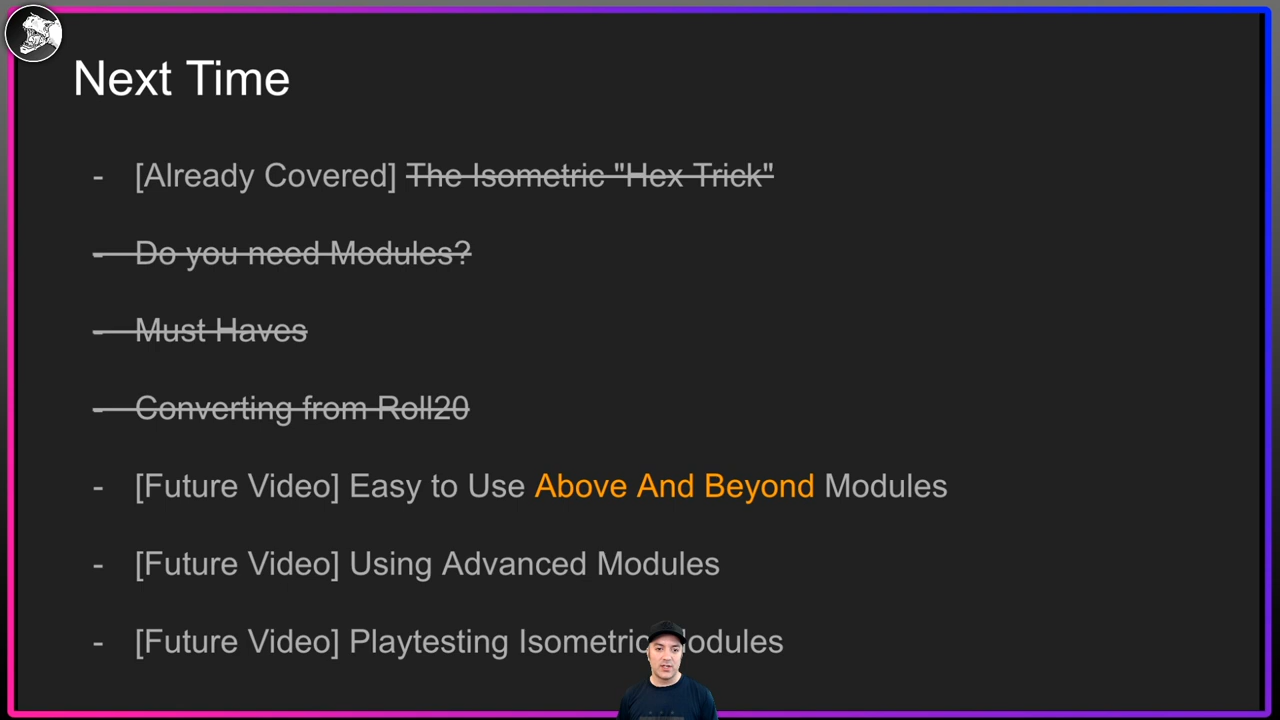 Next Time
- [Already Covered] The Isometric "Hex Trick"
- Do you need Modules?
- Must Haves
- Converting from Roll20
- [Future Video] Easy to Use Above And Beyond Modules
- [Future Video] Using Advanced Modules
- [Future Video] Playtesting Isometric Modules